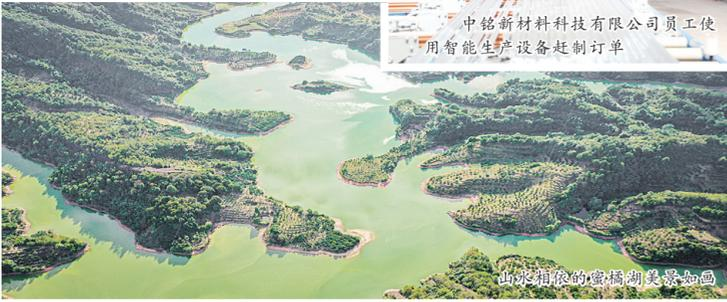 中铭新材料科技有限公司员工使
用智能生产设备赶制订单
山水相依的蜜橘湖美景如画